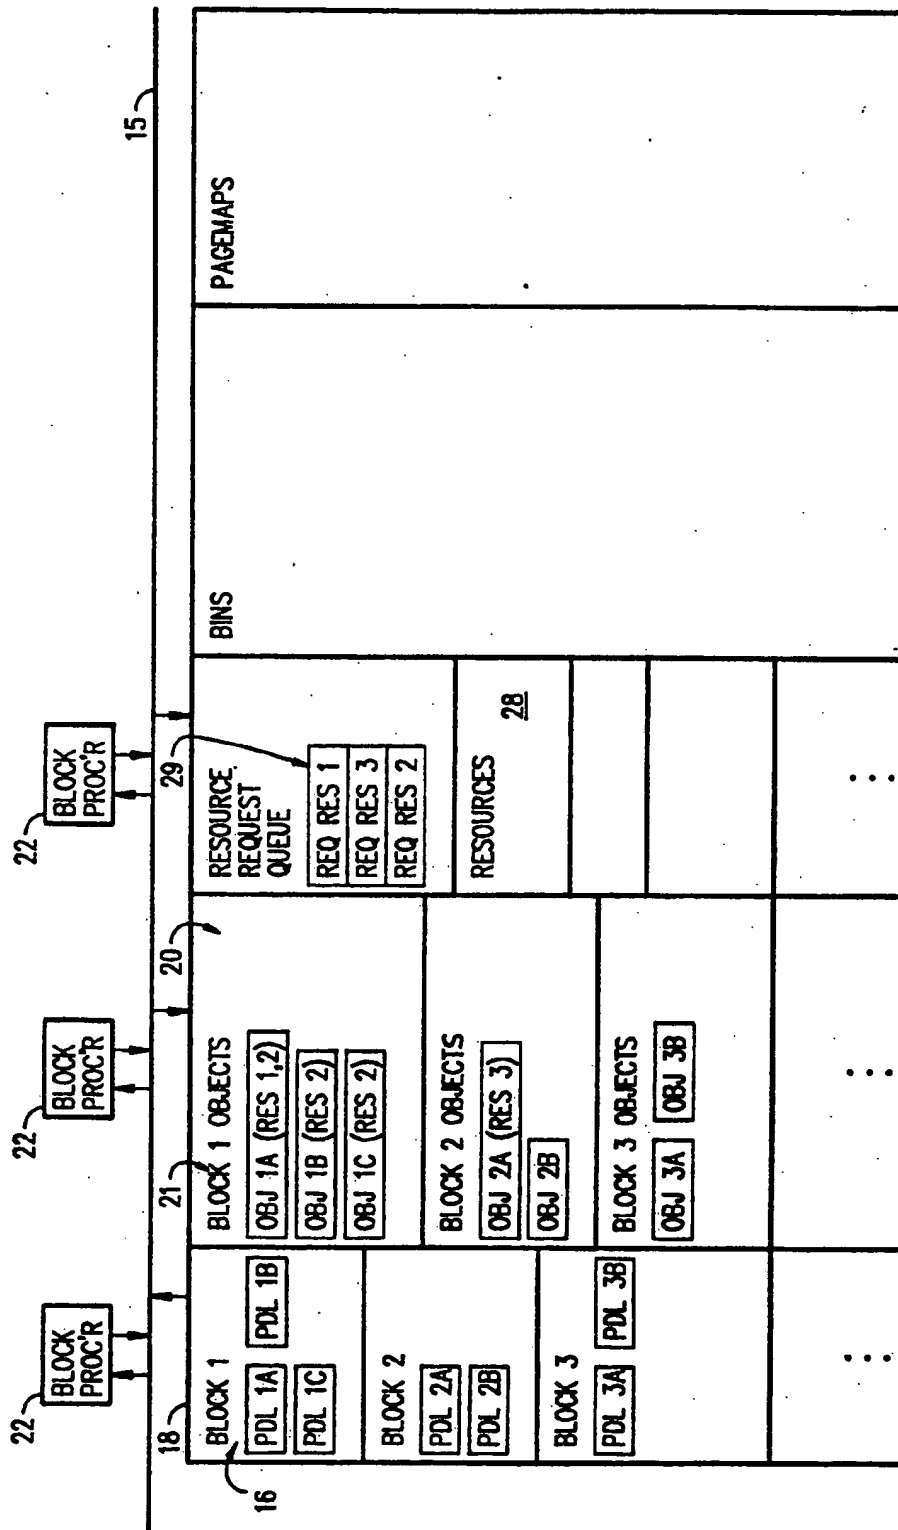 22
BLOCK
PROC'R
22
BLOCK
PROC'R
22
BLOCK
PROC'R
15
18
16
BLOCK 1
PDL 1A
PDL 1B
PDL 1C
BLOCK 2
PDL 2A
PDL 2B
BLOCK 3
PDL 3A
PDL 3B
21
20
BLOCK 1 OBJECTS
OBJ 1A (RES 1,2)
OBJ 1B (RES 2)
OBJ 1C (RES 2)
BLOCK 2 OBJECTS
OBJ 2A (RES 3)
OBJ 2B
BLOCK 3 OBJECTS
OBJ 3A
OBJ 3B
29
RESOURCE
REQUEST
QUEUE
REQ RES 1
REQ RES 3
REQ RES 2
RESOURCES
28
BINS
PAGEMAPS